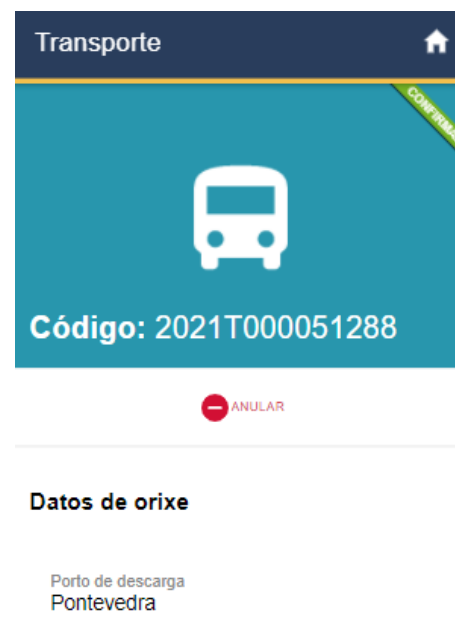 Transporte
Código: 2021T000051288
ANULAR
Datos de orixe
Porto de descarga
Pontevedra